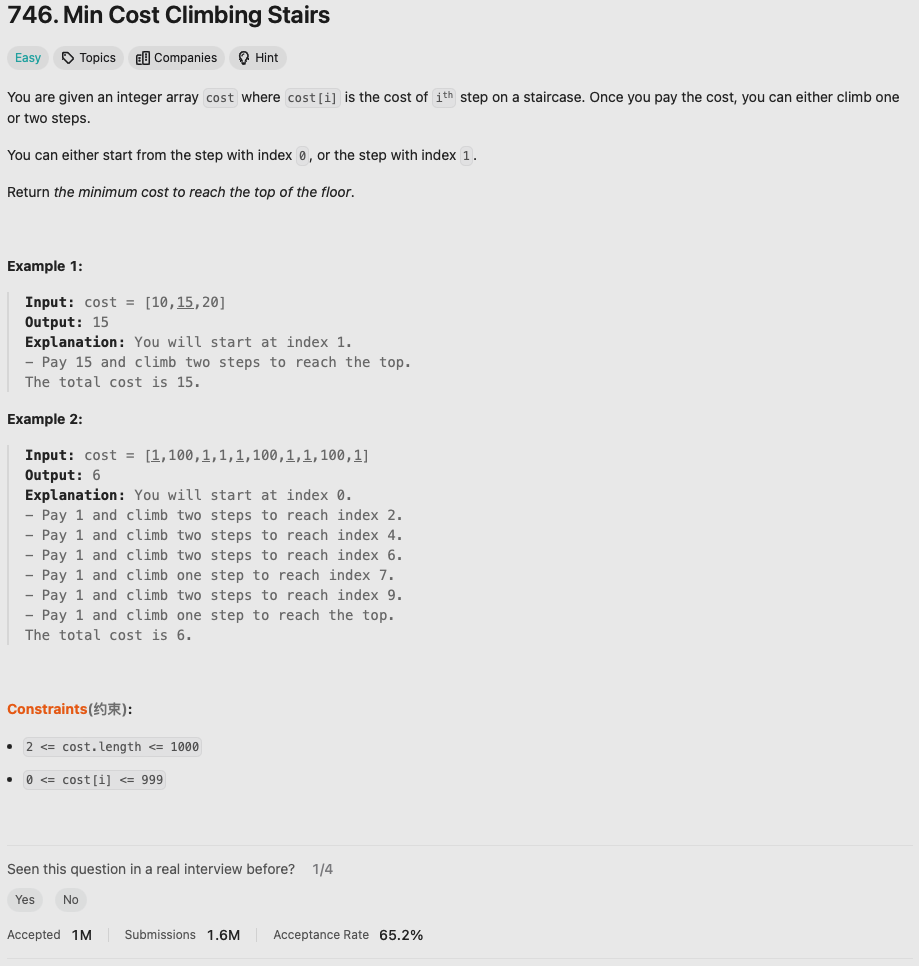 746. Min Cost Climbing Stairs
Easy Topics Companies Hint
You are given an integer array cost where cost[i] is the cost of ith step on a staircase. Once you pay the cost, you can either climb one
or two steps.
You can either start from the step with index 0, or the step with index 1.
Return the minimum cost to reach the top of the floor.
Example 1:
Input: cost = [10,15,20]
Output: 15
Explanation: You will start at index 1.
- Pay 15 and climb two steps to reach the top.
The total cost is 15.
Example 2:
Input: cost = [1,100,1,1,1,100,1,1,100,1]
Output: 6
Explanation: You will start at index 0.
- Pay 1 and climb two steps to reach index 2.
- Pay 1 and climb two steps to reach index 4.
- Pay 1 and climb two steps to reach index 6.
- Pay 1 and climb one step to reach index 7.
- Pay 1 and climb two steps to reach index 9.
- Pay 1 and climb one step to reach the top.
The total cost is 6.
Constraints(约束):
• 2 <= cost.length <= 1000
• 0 <= cost[i] <= 999
Seen this question in a real interview before? 1/4
Yes No
Accepted 1M Submissions 1.6M Acceptance Rate 65.2%